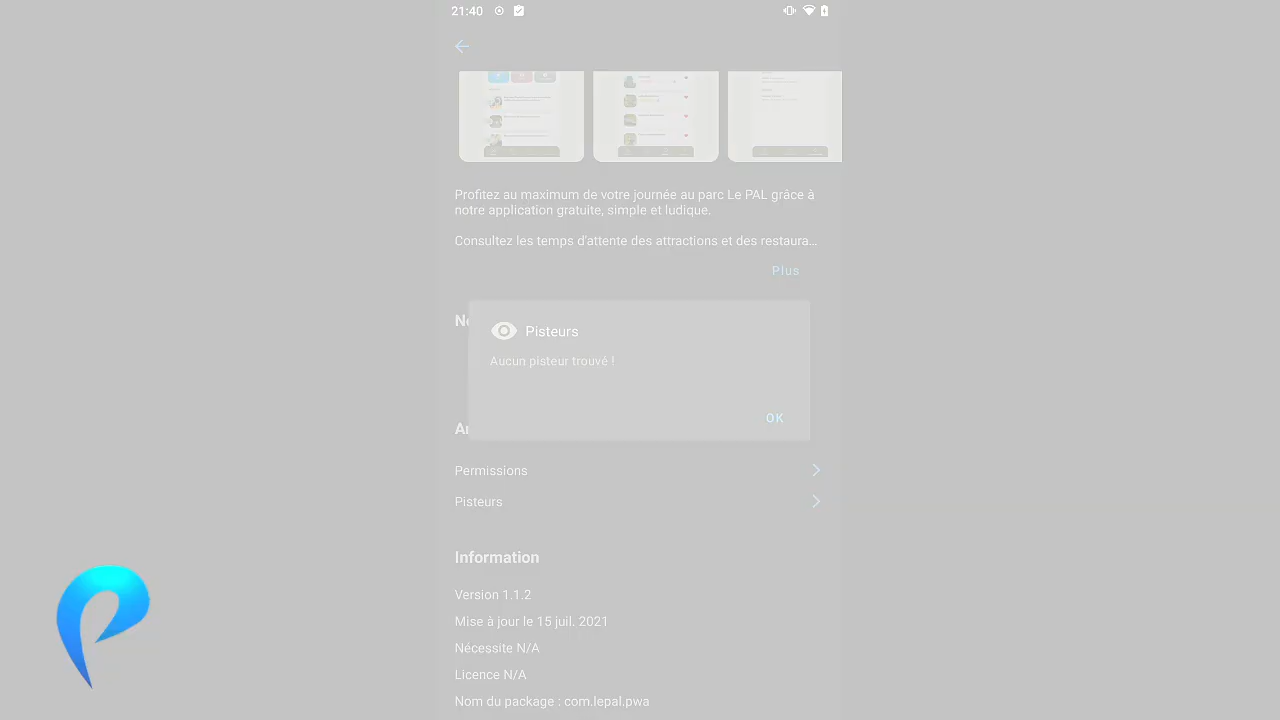 21:40
Profitez au maximum de votre journée au parc Le PAL grâce à
notre application gratuite, simple et ludique.
Consultez les temps d'attente des attractions et des restaura...
Plus
Pisteurs
Aucun pisteur trouvé !
OK
Permissions
Pisteurs
Information
Version 1.1.2
Mise à jour le 15 juil. 2021
Nécessite N/A
Licence N/A
Nom du package : com.lepal.pwa